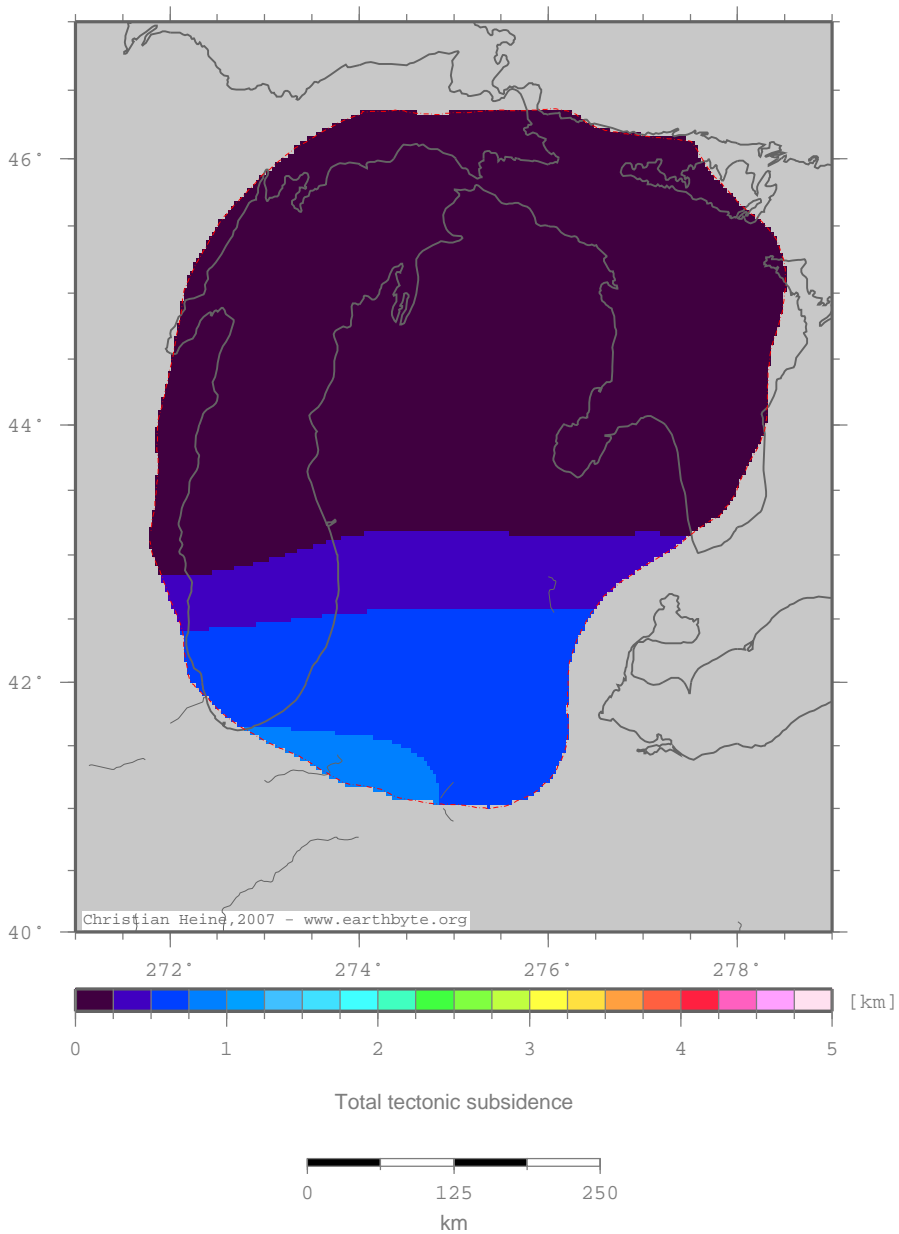 46°
44°
42°
40°
Christian Heine,2007 - www.earthbyte.org
272° 274° 276° 278°
[km]
0 1 2 3 4 5
Total tectonic subsidence
0 125 250
km